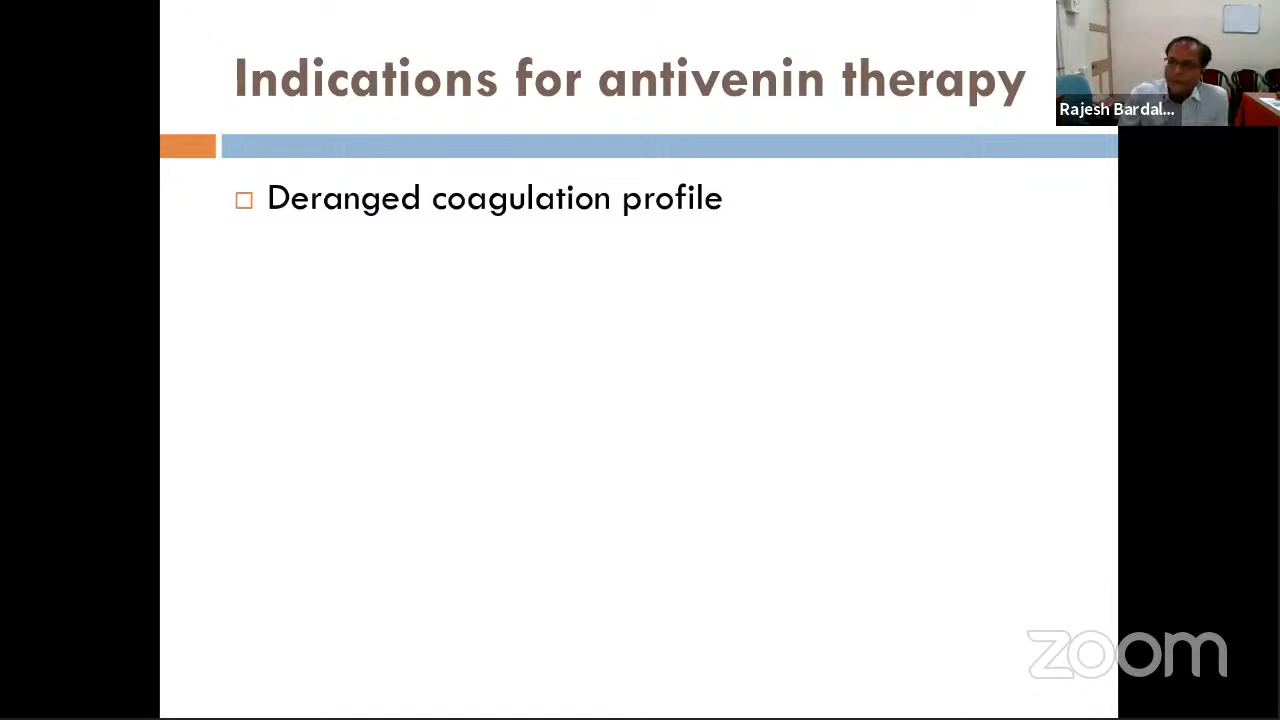 Indications for antivenin therapy
Rajesh Bardal...
Deranged coagulation profile
zoom